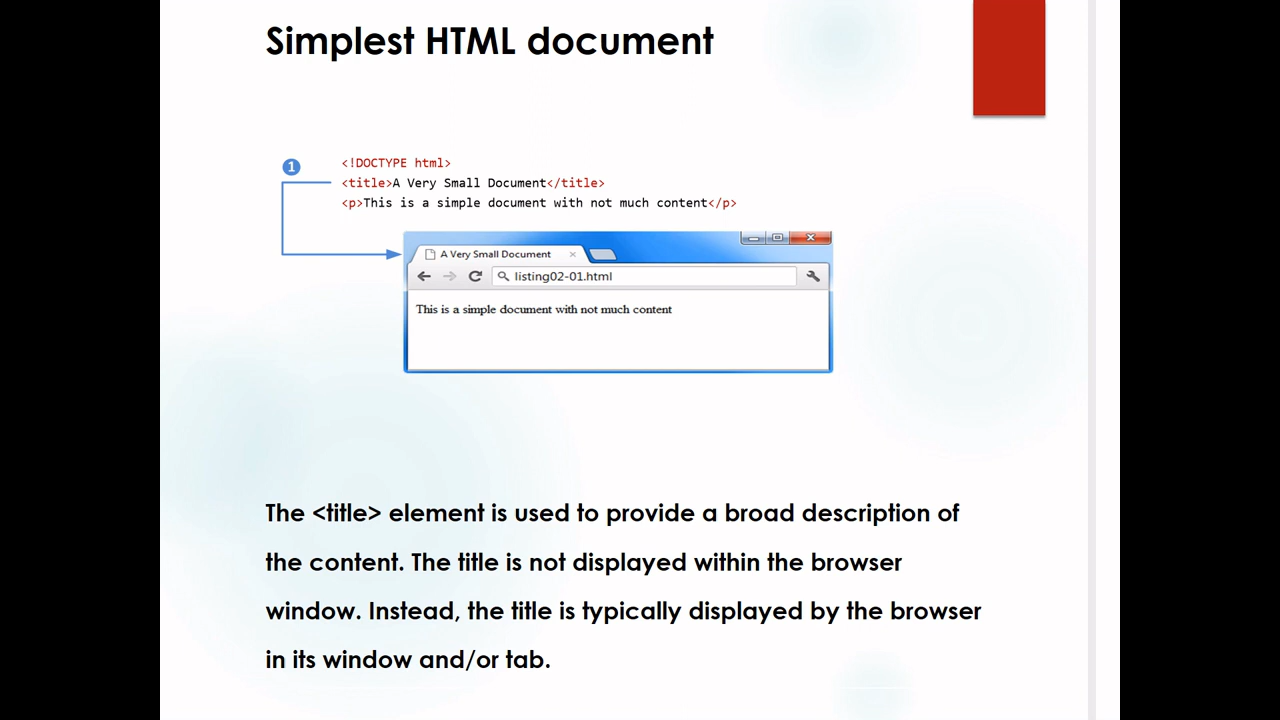 Simplest HTML document
1
<!DOCTYPE html>
<title>A Very Small Document</title>
<p>This is a simple document with not much content</p>
A Very Small Document
listing02-01.html
This is a simple document with not much content
The <title> element is used to provide a broad description of
the content. The title is not displayed within the browser
window. Instead, the title is typically displayed by the browser
in its window and/or tab.